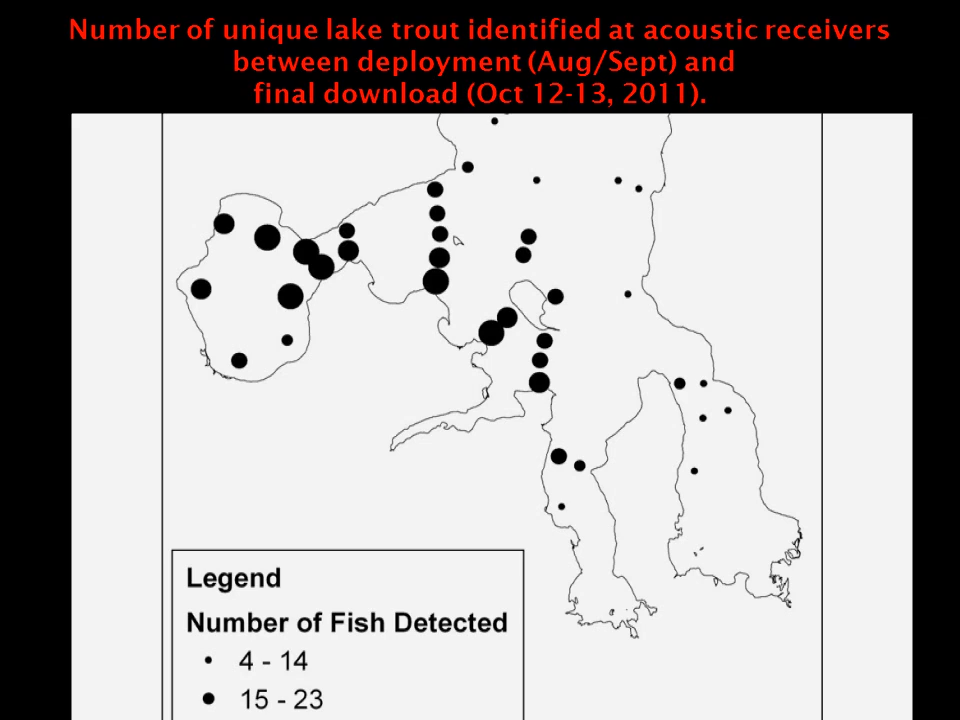 Number of unique lake trout identified at acoustic receivers
between deployment (Aug/Sept) and
final download (Oct 12-13, 2011).
Legend
Number of Fish Detected
4 - 14
15 - 23